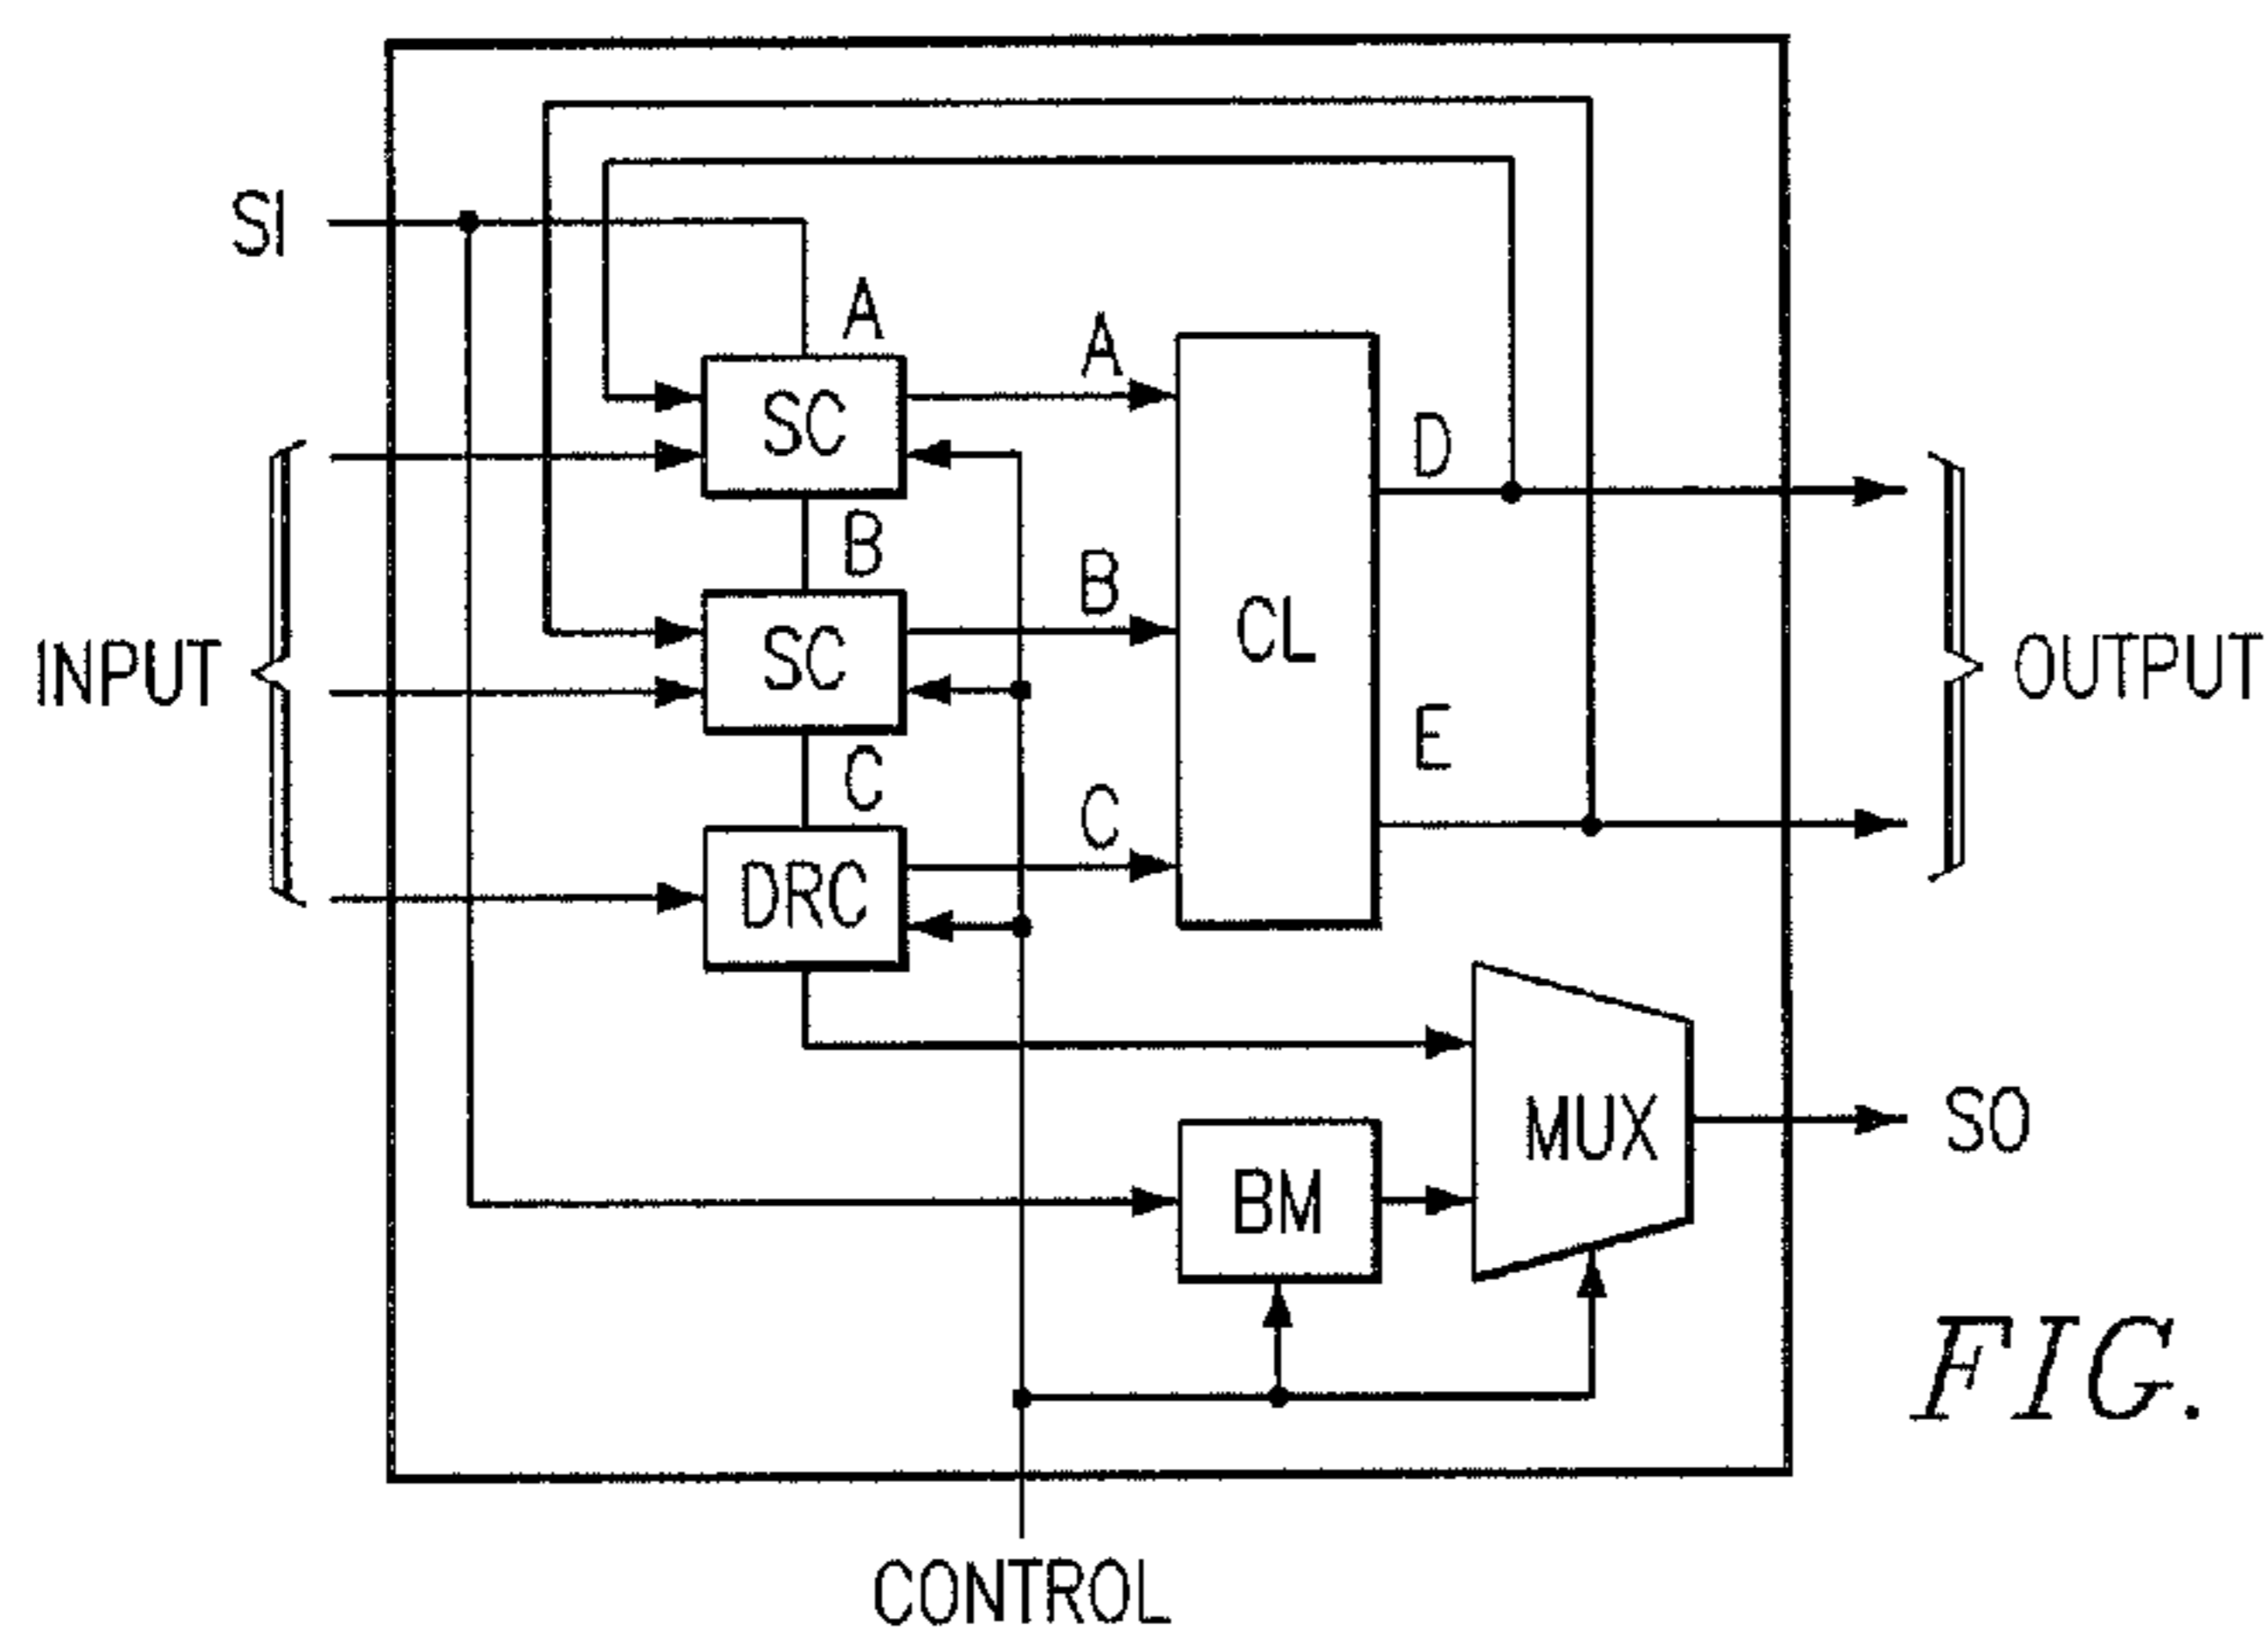 SI
A
A
SC
D
B
B
INPUT
SC
CL
OUTPUT
E
C
C
DRC
MUX
SO
BM
FIG.
CONTROL